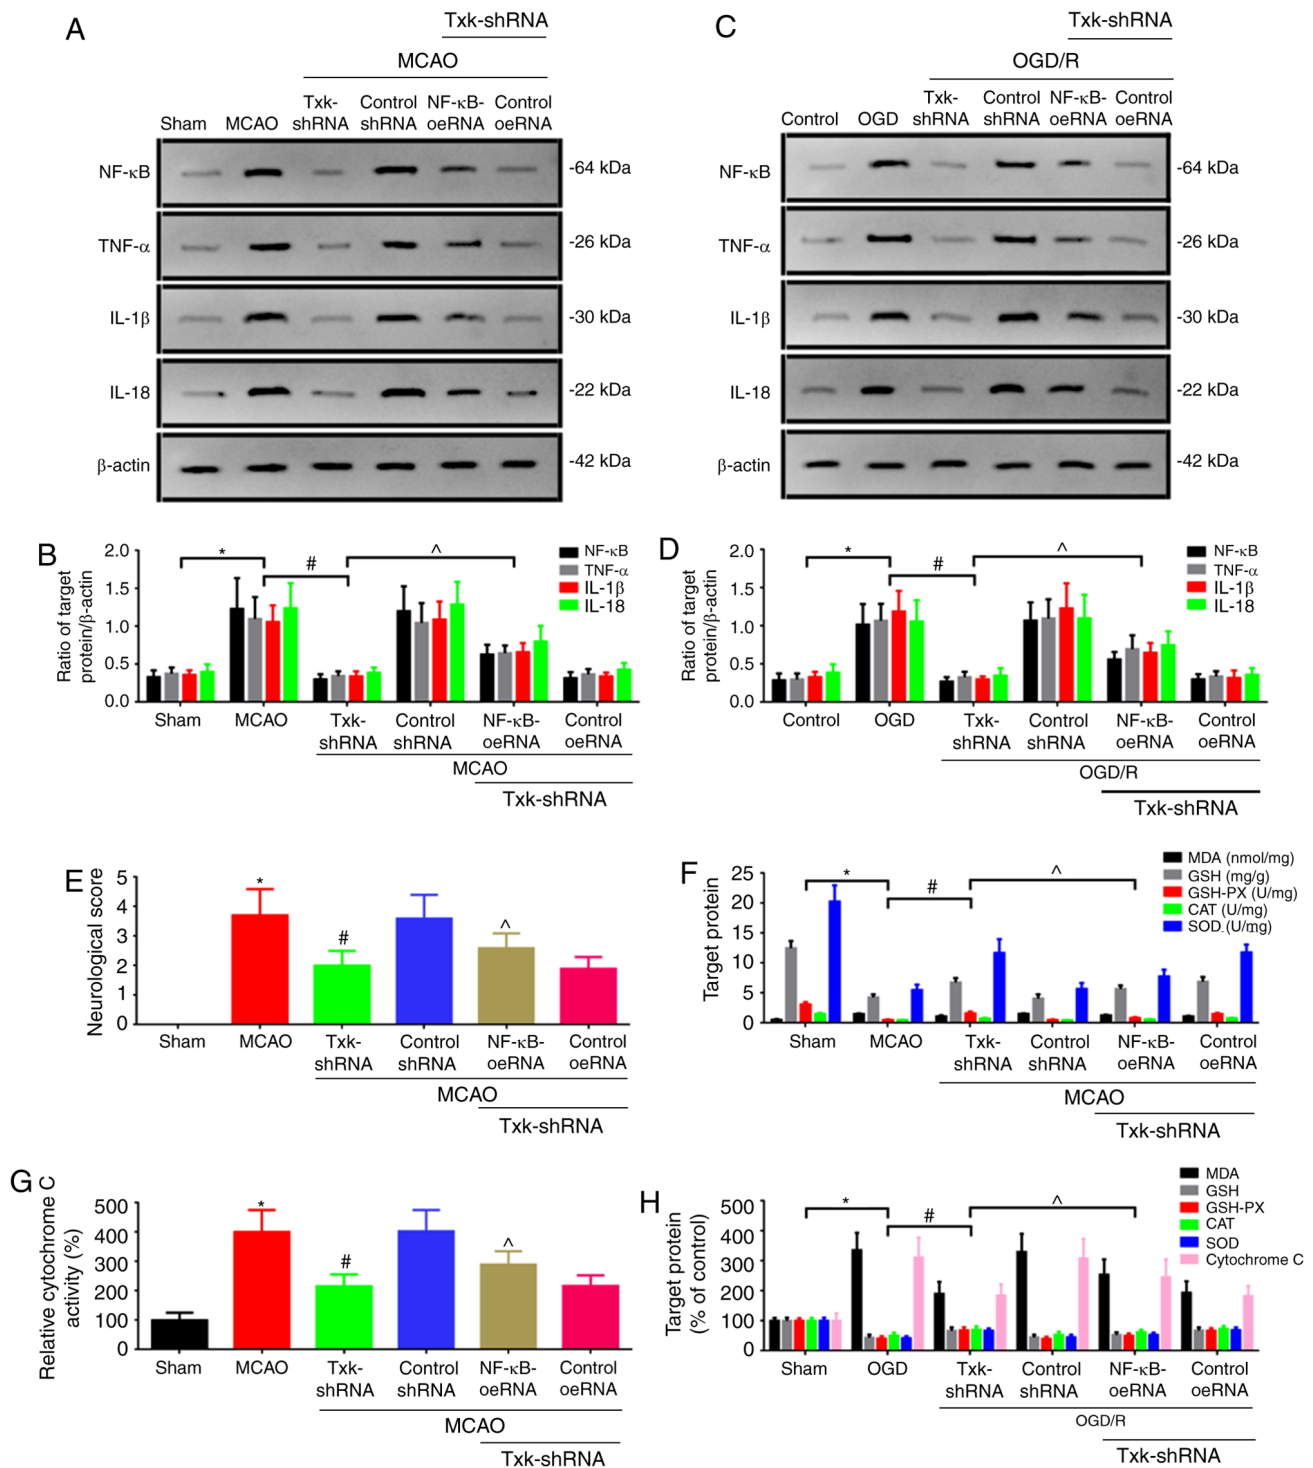 A
Txk-shRNA
MCAO
Sham
MCAO
Txk-
shRNA
Control
shRNA
NF-κB-
oeRNA
Control
oeRNA
NF-κB
-64 kDa
TNF-α
-26 kDa
IL-1β
-30 kDa
IL-18
-22 kDa
β-actin
-42 kDa
C
Txk-shRNA
OGD/R
Control
OGD
Txk-
shRNA
Control
shRNA
NF-κB-
oeRNA
Control
oeRNA
NF-κB
-64 kDa
TNF-α
-26 kDa
IL-1β
-30 kDa
IL-18
-22 kDa
β-actin
-42 kDa
B
Ratio of target
protein/β-actin
2.0
1.5
1.0
0.5
0.0
*
#
^
NF-κB
TNF-α
IL-1β
IL-18
Sham
MCAO
Txk-
shRNA
Control
shRNA
NF-κB-
oeRNA
Control
oeRNA
MCAO
Txk-shRNA
D
Ratio of target
protein/β-actin
2.0
1.5
1.0
0.5
0.0
*
#
^
NF-κB
TNF-α
IL-1β
IL-18
Control
OGD
Txk-
shRNA
Control
shRNA
NF-κB-
oeRNA
Control
oeRNA
OGD/R
Txk-shRNA
E
Neurological score
5
4
3
2
1
0
*
#
^
Sham
MCAO
Txk-
shRNA
Control
shRNA
NF-κB-
oeRNA
Control
oeRNA
MCAO
Txk-shRNA
F
Target protein
25
20
15
10
5
0
*
#
^
MDA (nmol/mg)
GSH (mg/g)
GSH-PX (U/mg)
CAT (U/mg)
SOD (U/mg)
Sham
MCAO
Txk-
shRNA
Control
shRNA
NF-κB-
oeRNA
Control
oeRNA
MCAO
Txk-shRNA
G
Relative cytochrome C
activity (%)
500
400
300
200
100
0
*
#
^
Sham
MCAO
Txk-
shRNA
Control
shRNA
NF-κB-
oeRNA
Control
oeRNA
MCAO
Txk-shRNA
H
Target protein
(% of control)
500
400
300
200
100
0
*
#
^
MDA
GSH
GSH-PX
CAT
SOD
Cytochrome C
Sham
OGD
Txk-
shRNA
Control
shRNA
NF-κB-
oeRNA
Control
oeRNA
OGD/R
Txk-shRNA